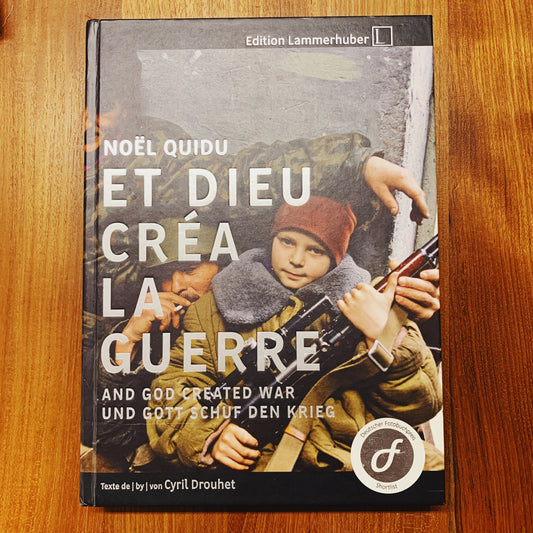 Edition Lammerhuber L
NOËL QUIDU
ET DIEU
CRÉA
LA
GUERRE
AND GOD CREATED WAR
UND GOTT SCHUF DEN KRIEG
Deutscher Fotobuchpreis
Shortlist
Texte de | by | von Cyril Drouhet